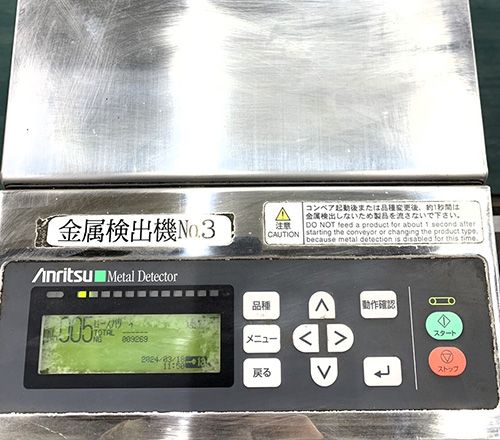 金属検出機No.3
注意
CAUTION
コンベア起動後または品種変更後、約1秒間は
金属検出しないため製品を流さないで下さい。
DO NOT feed a product for about 1 second after
starting the conveyor or changing the product type,
because metal detection is disabled for this time.
Anritsu Metal Detector
005
TOTAL
NG 009269
2024/03/18
11:50
品種
動作確認
メニュー
戻る
スタート
ストップ